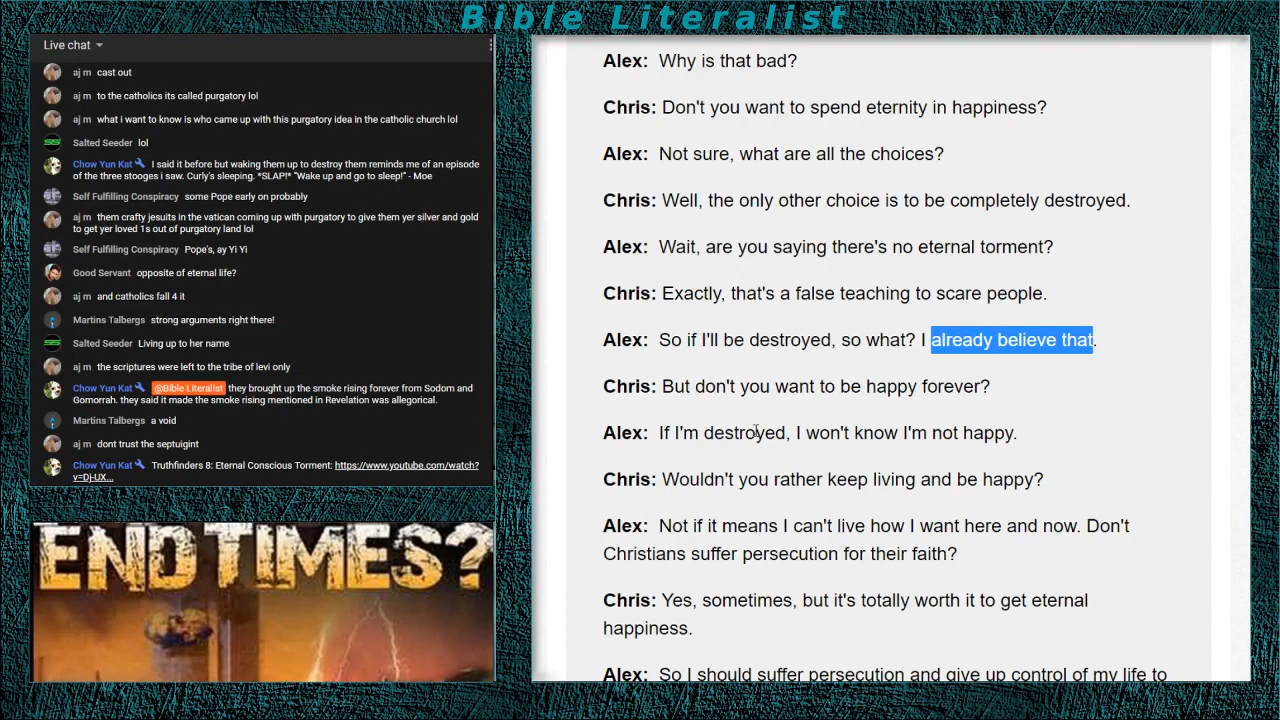 Bible Literalist
Live chat
aj m cast out
aj m to the catholics its called purgatory lol
aj m what i want to know is who came up with this purgatory idea in the catholic church lol
Salted Seeder lol
Chow Yun Kat I said it before but waking them up to destroy them reminds me of an episode
of the three stooges i saw. Curly's sleeping. *SLAP!* "Wake up and go to sleep!" - Moe
Self Fulfilling Conspiracy some Pope early on probably
aj m them crafty jesuits in the vatican coming up with purgatory to give them yer silver and gold
to get yer loved 1s out of purgatory land lol
Self Fulfilling Conspiracy Pope's, ay Yi Yi
Good Servant opposite of eternal life?
aj m and catholics fall 4 it
Martins Talbergs strong arguments right there!
Salted Seeder Living up to her name
aj m the scriptures were left to the tribe of levi only
Chow Yun Kat @Bible Literalist they brought up the smoke rising forever from Sodom and
Gomorrah. they said it made the smoke rising mentioned in Revelation was allegorical.
Martins Talbergs a void
aj m dont trust the septuigint
Chow Yun Kat Truthfinders 8: Eternal Conscious Torment: https://www.youtube.com/watch?
v=Dj-UX...
END TIMES?
Alex: Why is that bad?
Chris: Don't you want to spend eternity in happiness?
Alex: Not sure, what are all the choices?
Chris: Well, the only other choice is to be completely destroyed.
Alex: Wait, are you saying there's no eternal torment?
Chris: Exactly, that's a false teaching to scare people.
Alex: So if I'll be destroyed, so what? I already believe that.
Chris: But don't you want to be happy forever?
Alex: If I'm destroyed, I won't know I'm not happy.
Chris: Wouldn't you rather keep living and be happy?
Alex: Not if it means I can't live how I want here and now. Don't
Christians suffer persecution for their faith?
Chris: Yes, sometimes, but it's totally worth it to get eternal
happiness.
Alex: So I should suffer persecution and give up control of my life to